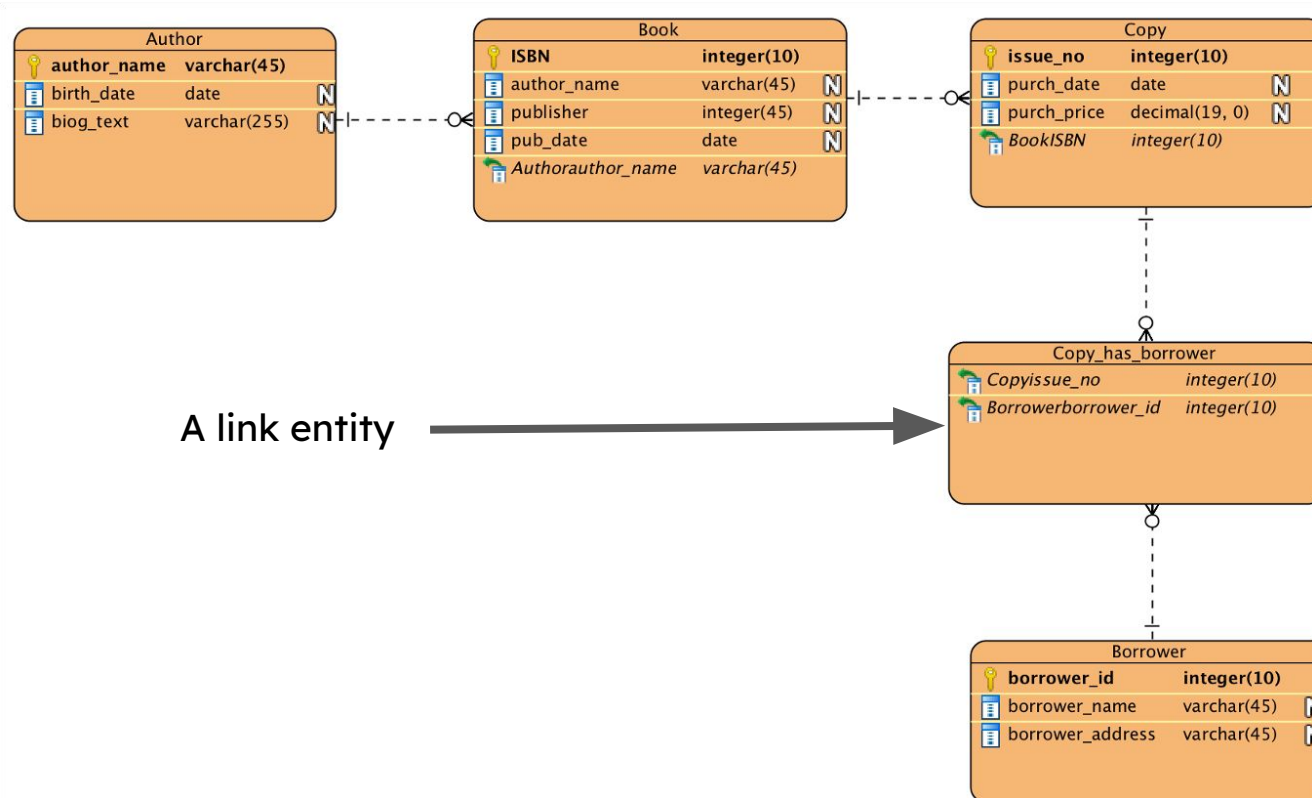 Author
author_name varchar(45)
birth_date date N
biog_text varchar(255) N
Book
ISBN integer(10)
author_name varchar(45) N
publisher integer(45) N
pub_date date N
Authorauthor_name varchar(45)
Copy
issue_no integer(10)
purch_date date N
purch_price decimal(19, 0) N
BookISBN integer(10)
Copy_has_borrower
Copyissue_no integer(10)
Borrowerborrower_id integer(10)
A link entity
Borrower
borrower_id integer(10)
borrower_name varchar(45) N
borrower_address varchar(45) N